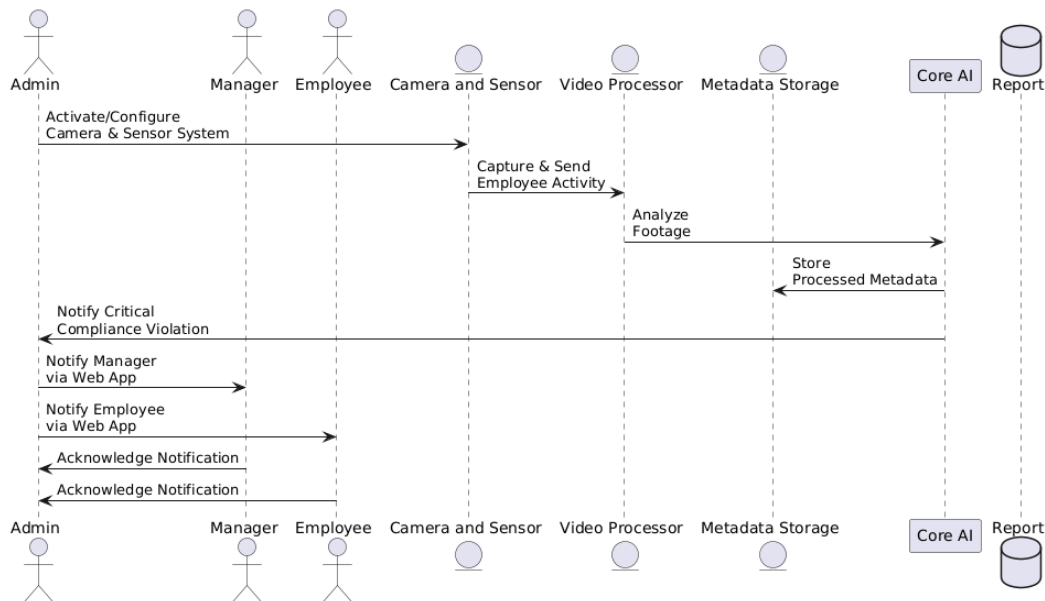 Admin
Manager
Employee
Camera and Sensor
Video Processor
Metadata Storage
Core AI
Report
Activate/Configure
Camera & Sensor System
Capture & Send
Employee Activity
Analyze
Footage
Store
Processed Metadata
Notify Critical
Compliance Violation
Notify Manager
via Web App
Notify Employee
via Web App
Acknowledge Notification
Acknowledge Notification
Admin
Manager
Employee
Camera and Sensor
Video Processor
Metadata Storage
Core AI
Report